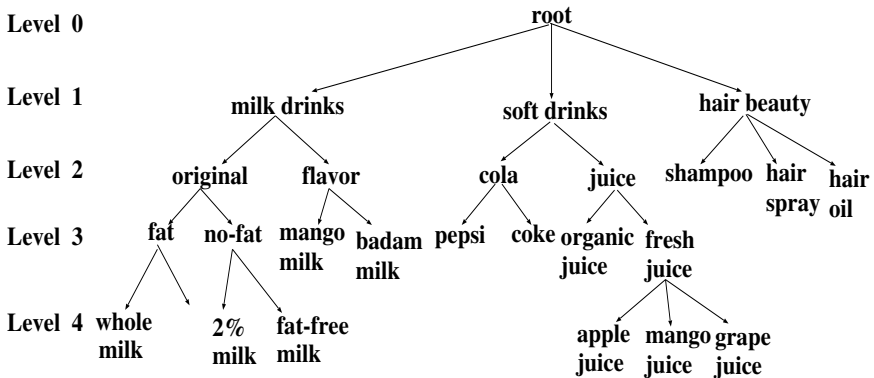 Level 0
root
Level 1
milk drinks
soft drinks
hair beauty
Level 2
original
flavor
cola
juice
shampoo
hair
spray
hair
oil
Level 3
fat
no-fat
mango
milk
badam
milk
pepsi
coke
organic
juice
fresh
juice
Level 4
whole
milk
2%
milk
fat-free
milk
apple
juice
mango
juice
grape
juice